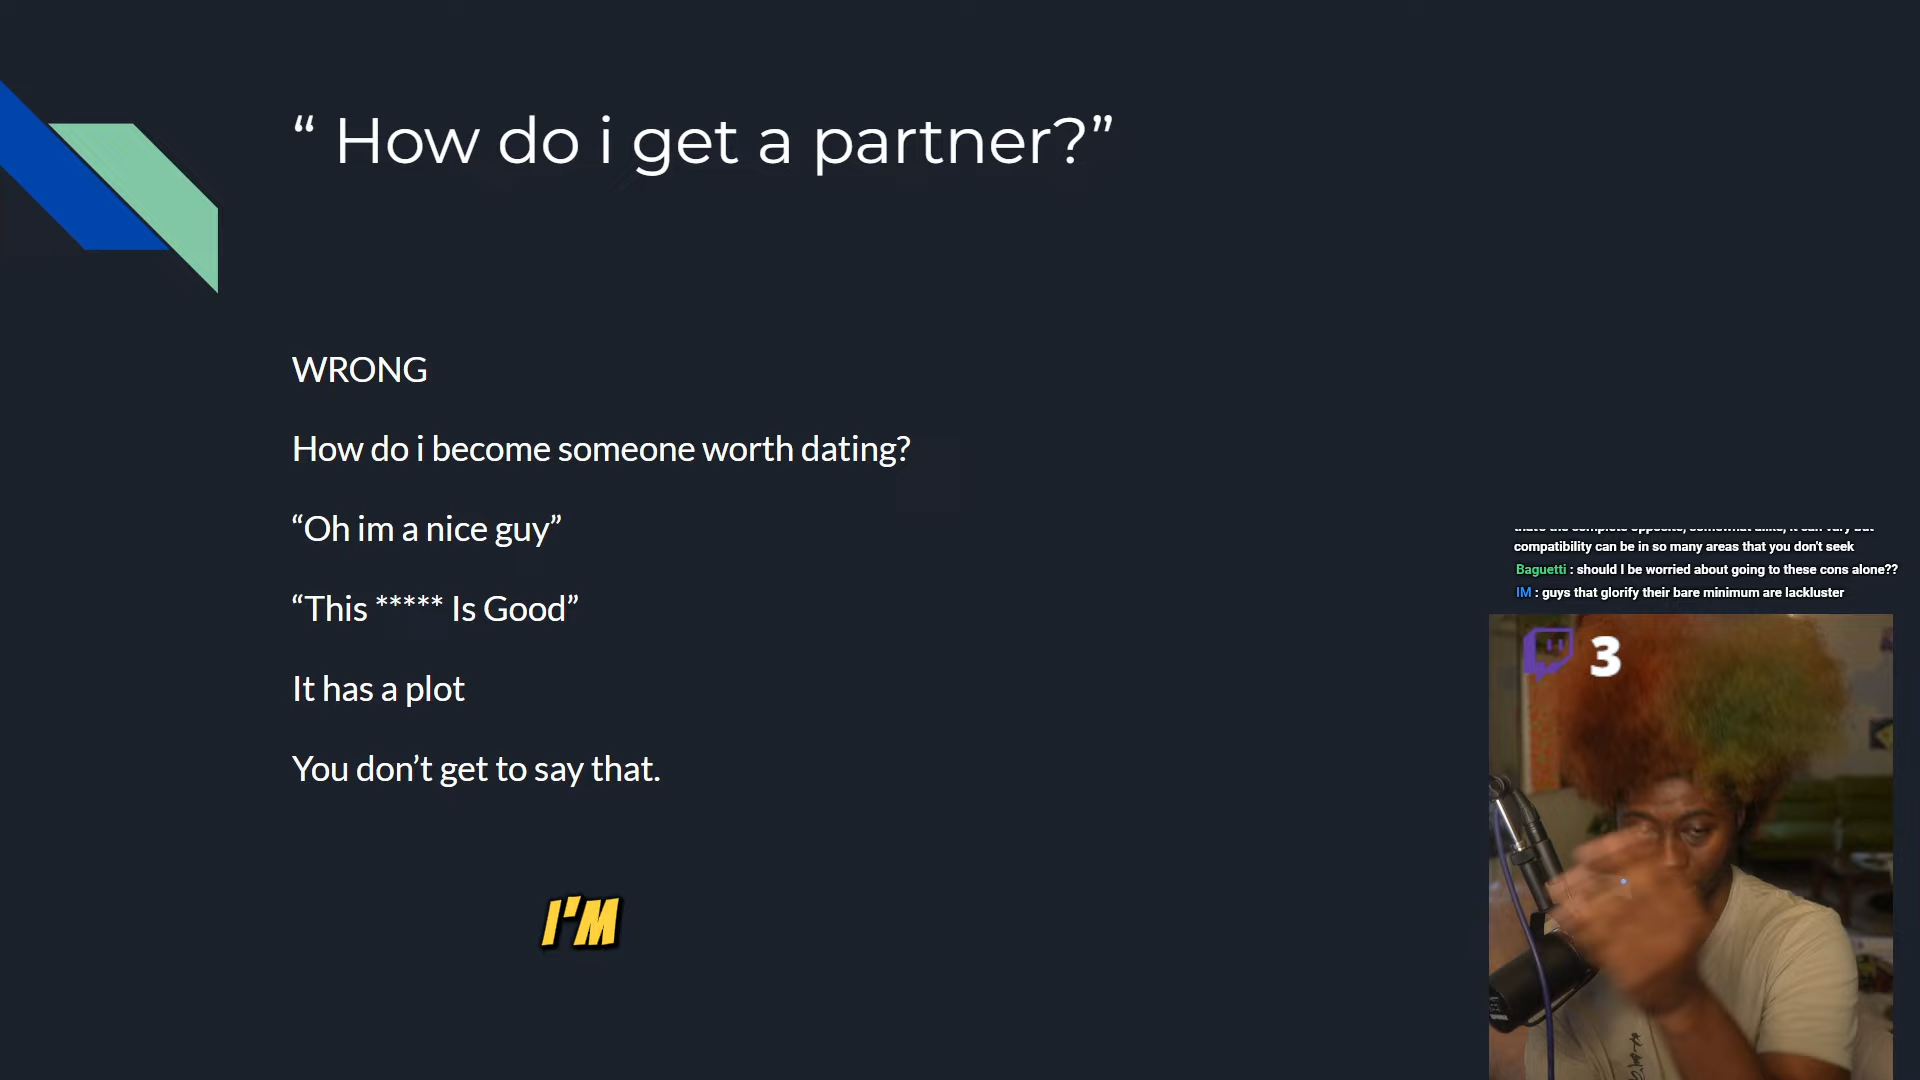 “ How do i get a partner?”
WRONG
How do i become someone worth dating?
“Oh im a nice guy”
“This ***** Is Good”
It has a plot
You don’t get to say that.
I'M
compatibility can be in so many areas that you don't seek
Baguetti : should I be worried about going to these cons alone??
IM : guys that glorify their bare minimum are lackluster
3